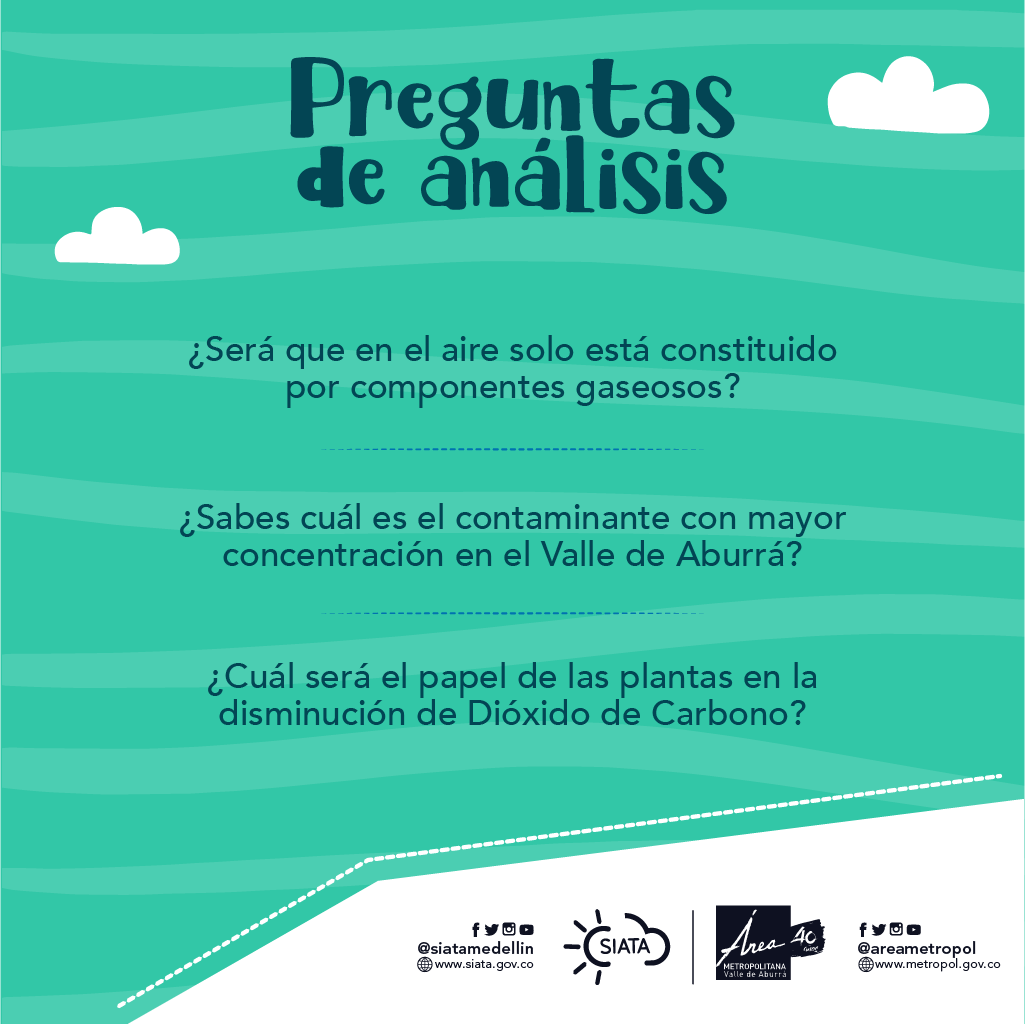 Preguntas
de análisis
¿Será que en el aire solo está constituido
por componentes gaseosos?
¿Sabes cuál es el contaminante con mayor
concentración en el Valle de Aburrá?
¿Cuál será el papel de las plantas en la
disminución de Dióxido de Carbono?
@siatamedellin
www.siata.gov.co
SIATA
Área
40
METROPOLITANA
Valle de Aburrá
@areametropol
www.metropol.gov.co